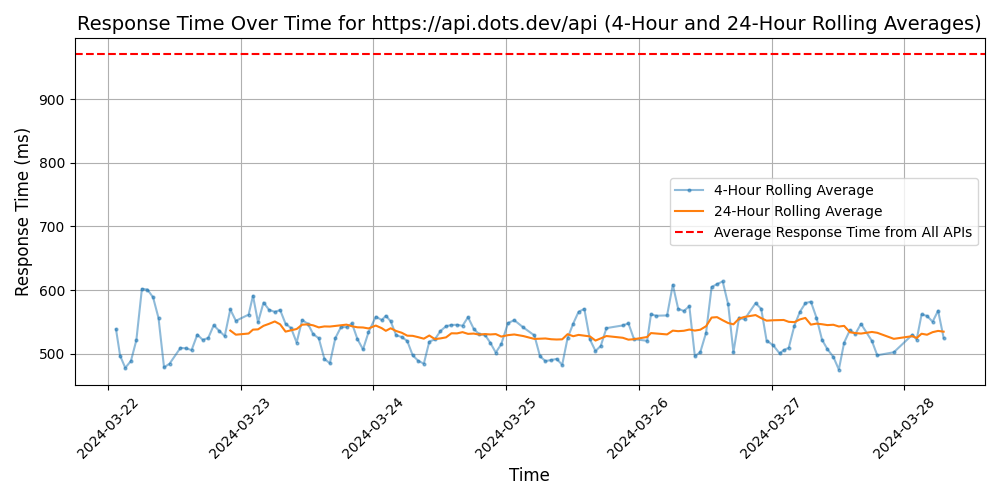 Response Time Over Time for https://api.dots.dev/api (4-Hour and 24-Hour Rolling Averages)
Response Time (ms)
900
800
700
600
500
4-Hour Rolling Average
24-Hour Rolling Average
Average Response Time from All APIs
2024-03-22
2024-03-23
2024-03-24
2024-03-25
2024-03-26
2024-03-27
2024-03-28
Time